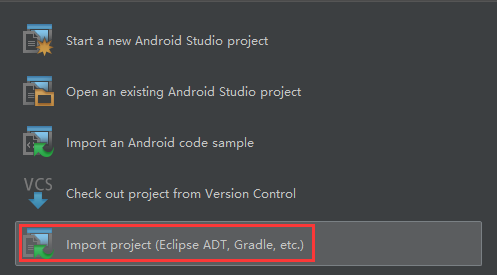 Start a new Android Studio project
Open an existing Android Studio project
Import an Android code sample
VCS
Check out project from Version Control
Import project (Eclipse ADT, Gradle, etc.)